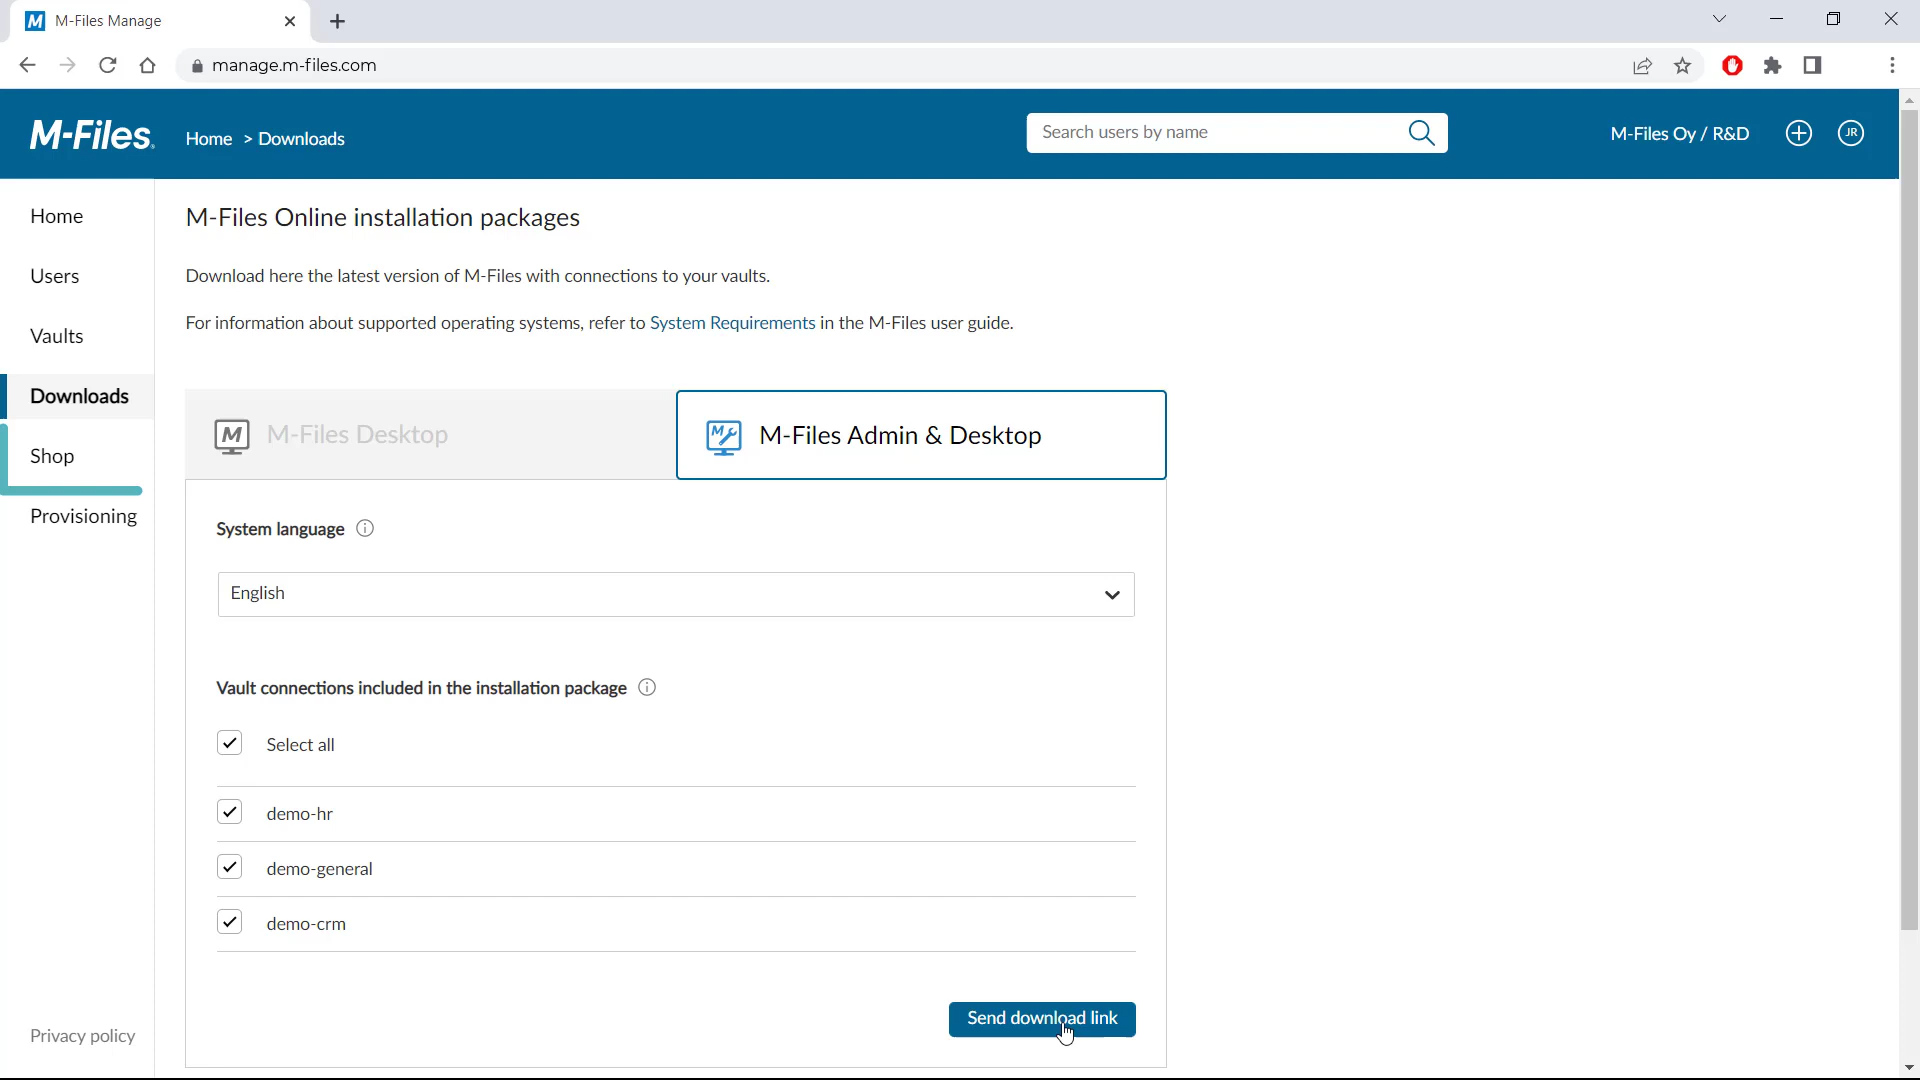 M-Files Manage
manage.m-files.com
M-Files.
Home > Downloads
Search users by name
M-Files Oy / R&D
JR
Home
Users
Vaults
Downloads
Shop
Provisioning
Privacy policy
M-Files Online installation packages
Download here the latest version of M-Files with connections to your vaults.
For information about supported operating systems, refer to System Requirements in the M-Files user guide.
M-Files Desktop
M-Files Admin & Desktop
System language
English
Vault connections included in the installation package
Select all
demo-hr
demo-general
demo-crm
Send download link